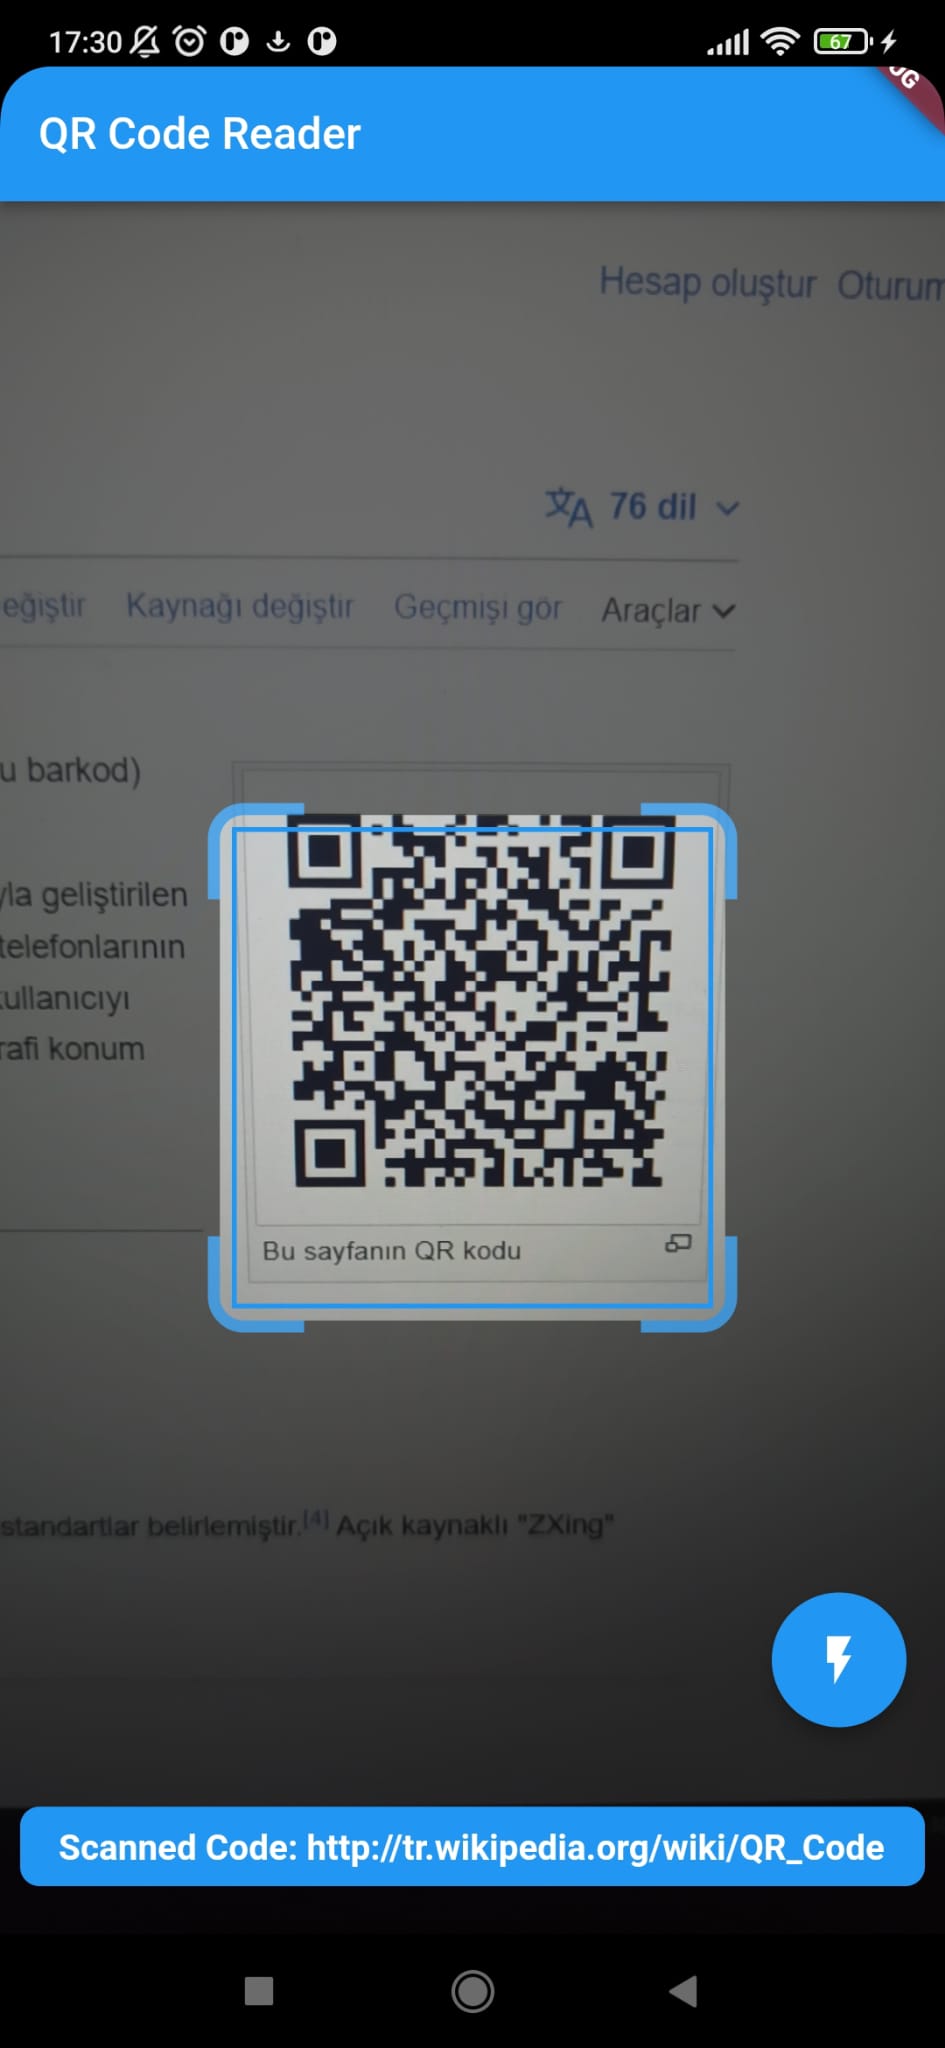 17:30
67
QR Code Reader
Hesap oluştur Oturum
文A 76 dil
eğiştir Kaynağı değiştir Geçmişi gör Araçlar
u barkod)
yla geliştirilen
telefonlarının
kullanıcıyı
rafi konum
Bu sayfanın QR kodu
standartlar belirlemiştir.[4] Açık kaynaklı "ZXing"
Scanned Code: http://tr.wikipedia.org/wiki/QR_Code